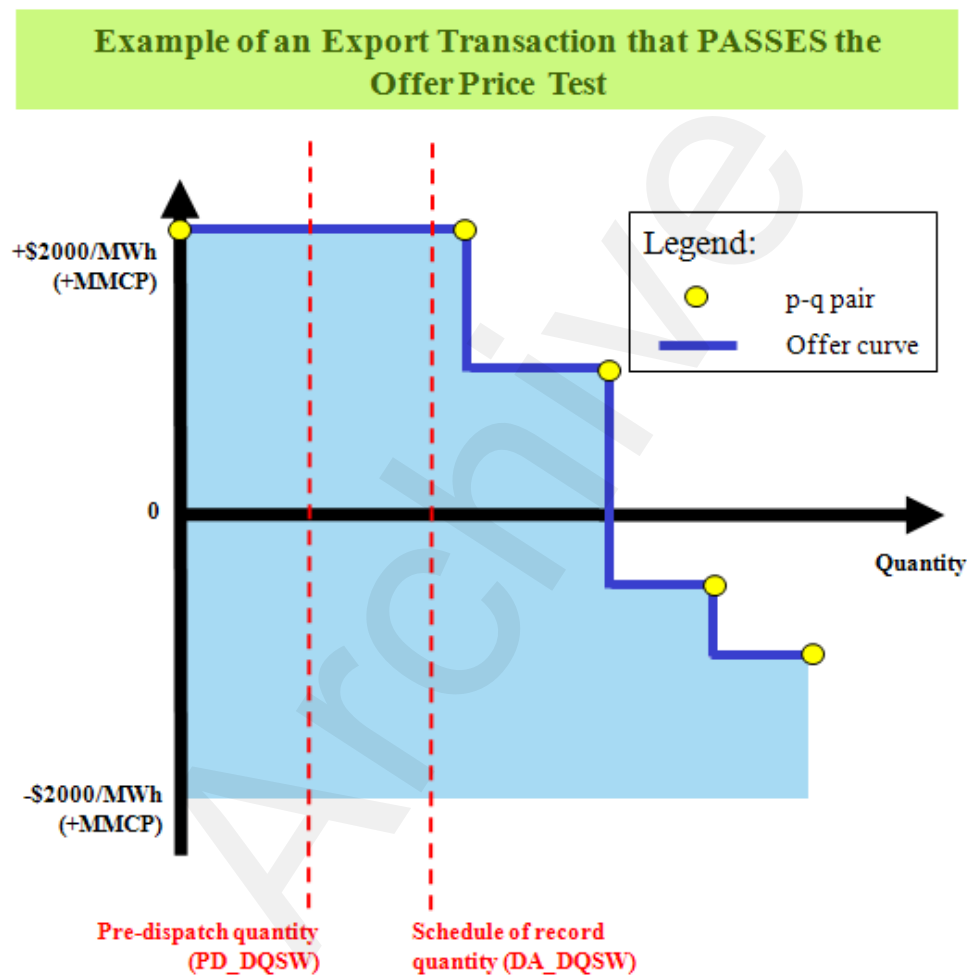 Example of an Export Transaction that PASSES the
Offer Price Test
+$2000/MWh
(+MMCP)
Legend:
p-q pair
Offer curve
0
Quantity
-$2000/MWh
(+MMCP)
Pre-dispatch quantity
(PD_DQSW)
Schedule of record
quantity (DA_DQSW)
Archive